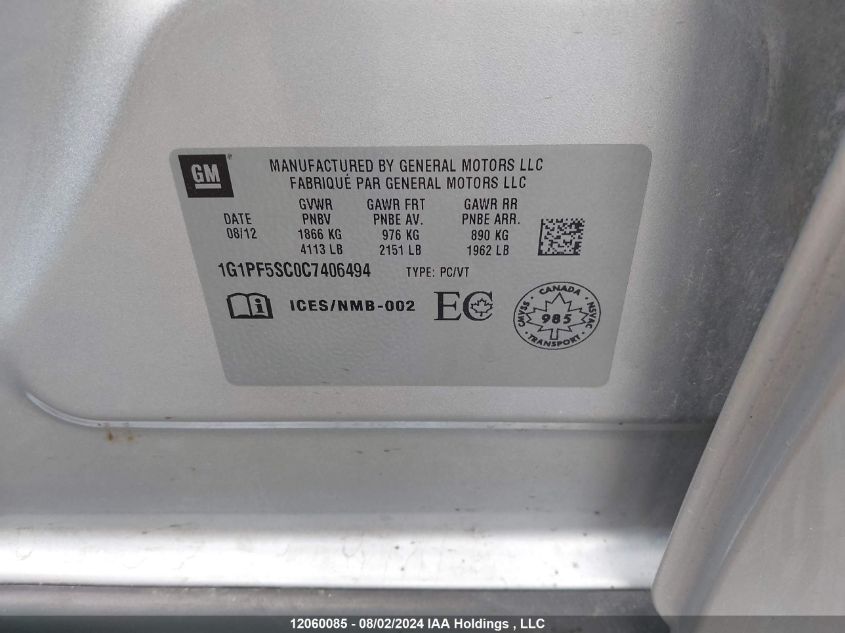 GM
MANUFACTURED BY GENERAL MOTORS LLC
FABRIQUÉ PAR GENERAL MOTORS LLC
DATE
08/12
GVWR
PNBV
1866 KG
4113 LB
GAWR FRT
PNBE AV.
976 KG
2151 LB
GAWR RR
PNBE ARR.
890 KG
1962 LB
1G1PF5SC0C7406494 TYPE: PC/VT
i ICES/NMB-002 EC
CANADA
CMVSS
985
NSVAC
TRANSPORT
12060085 - 08/02/2024 IAA Holdings , LLC